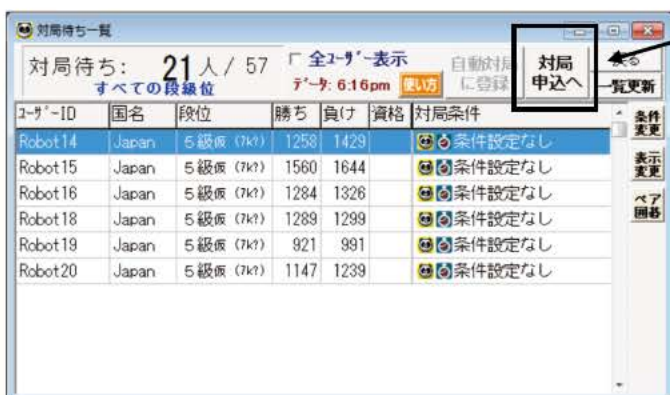 対局待ち一覧
対局待ち: 21人 / 57 □全ユーザー表示 自動対局 対局 戻る
すべての段級位 データ: 6:16pm 使い方 に登録 申込へ 一覧更新
ユーザーID 国名 段位 勝ち 負け 資格 対局条件 条件変更
Robot14 Japan 5級仮 (7k?) 1258 1429 条件設定なし
Robot15 Japan 5級仮 (7k?) 1560 1644 条件設定なし 表示変更
Robot16 Japan 5級仮 (7k?) 1284 1326 条件設定なし
Robot18 Japan 5級仮 (7k?) 1289 1299 条件設定なし ペア囲碁
Robot19 Japan 5級仮 (7k?) 921 991 条件設定なし
Robot20 Japan 5級仮 (7k?) 1147 1239 条件設定なし